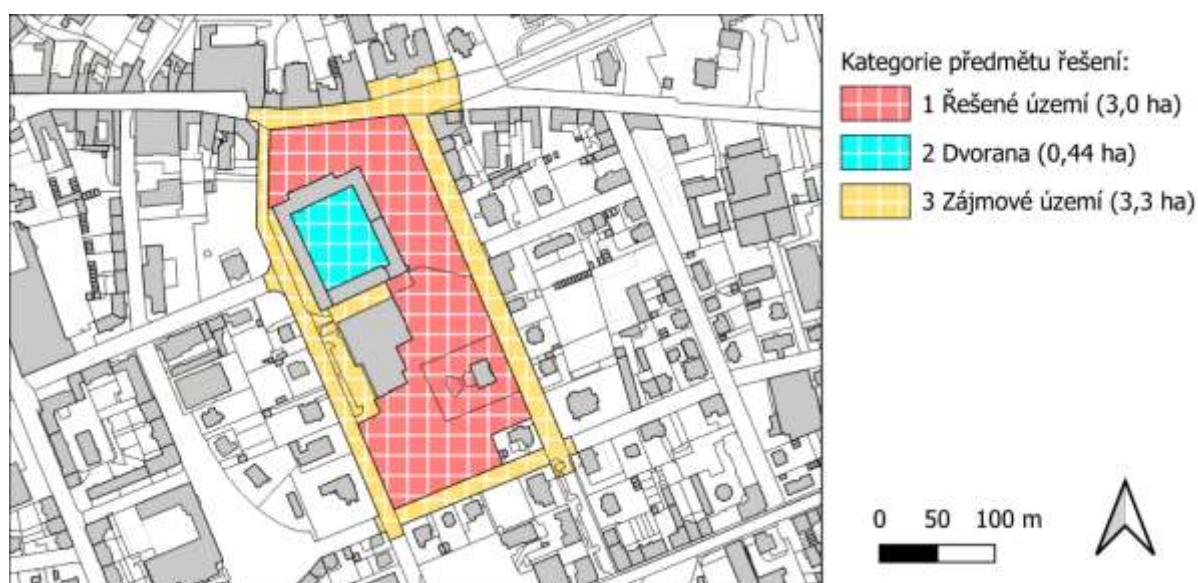 Kategorie předmětu řešení:
1 Řešené území (3,0 ha)
2 Dvorana (0,44 ha)
3 Zájmové území (3,3 ha)
0 50 100 m